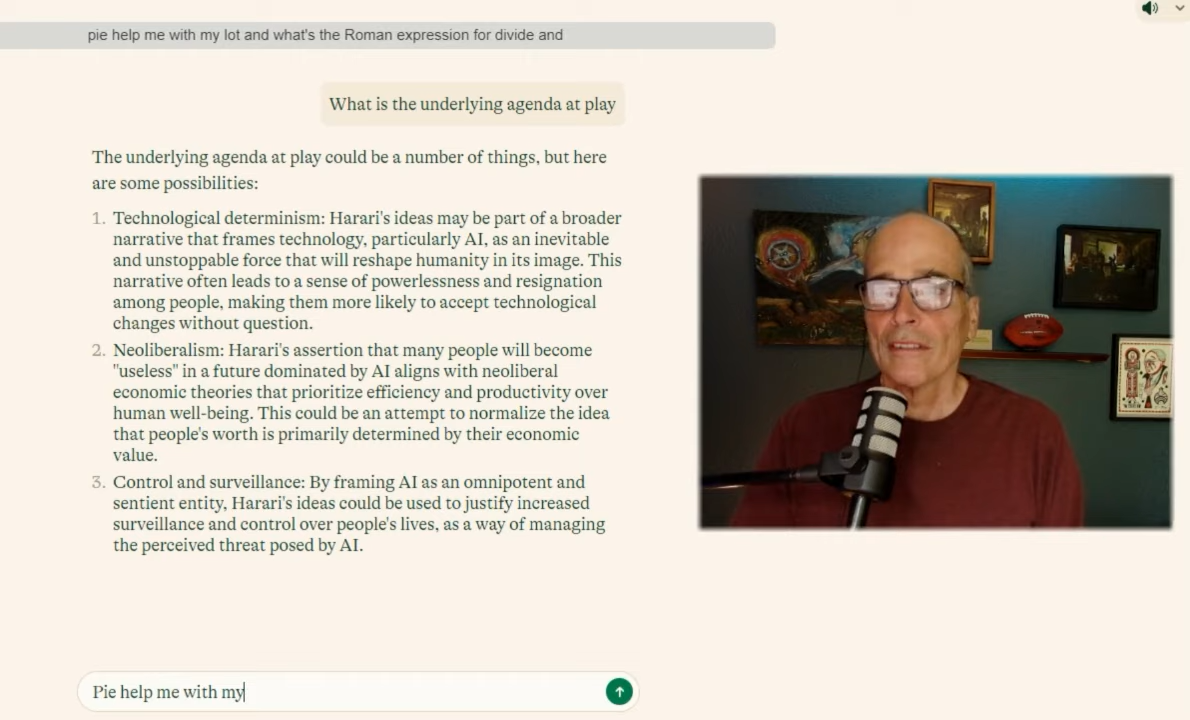 pie help me with my lot and what's the Roman expression for divide and
What is the underlying agenda at play
The underlying agenda at play could be a number of things, but here
are some possibilities:
1. Technological determinism: Harari's ideas may be part of a broader
narrative that frames technology, particularly AI, as an inevitable
and unstoppable force that will reshape humanity in its image. This
narrative often leads to a sense of powerlessness and resignation
among people, making them more likely to accept technological
changes without question.
2. Neoliberalism: Harari's assertion that many people will become
"useless" in a future dominated by AI aligns with neoliberal
economic theories that prioritize efficiency and productivity over
human well-being. This could be an attempt to normalize the idea
that people's worth is primarily determined by their economic
value.
3. Control and surveillance: By framing AI as an omnipotent and
sentient entity, Harari's ideas could be used to justify increased
surveillance and control over people's lives, as a way of managing
the perceived threat posed by AI.
Pie help me with my